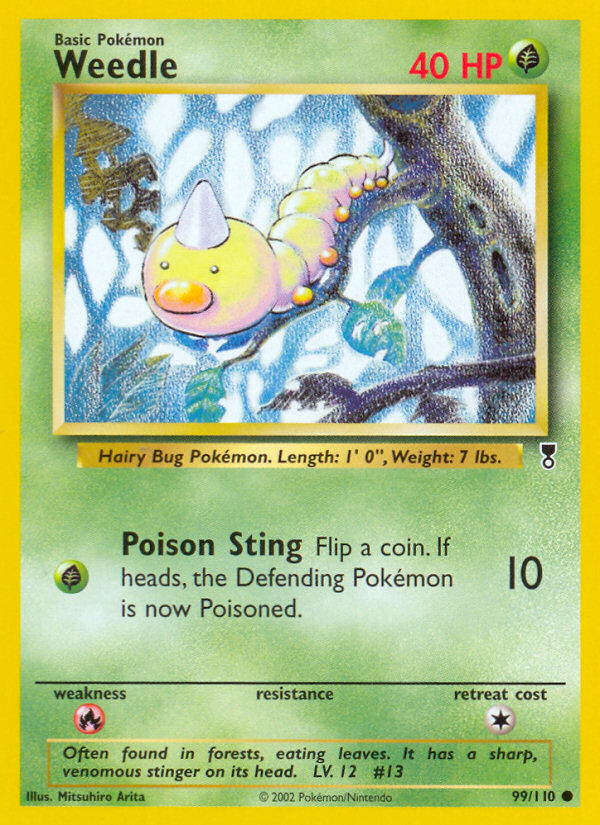 Basic Pokémon
Weedle
40 HP
Hairy Bug Pokémon. Length: 1' 0", Weight: 7 lbs.
Poison Sting Flip a coin. If
heads, the Defending Pokémon
is now Poisoned.
10
weakness resistance retreat cost
Often found in forests, eating leaves. It has a sharp,
venomous stinger on its head. LV. 12 #13
Illus. Mitsuhiro Arita © 2002 Pokémon/Nintendo 99/110